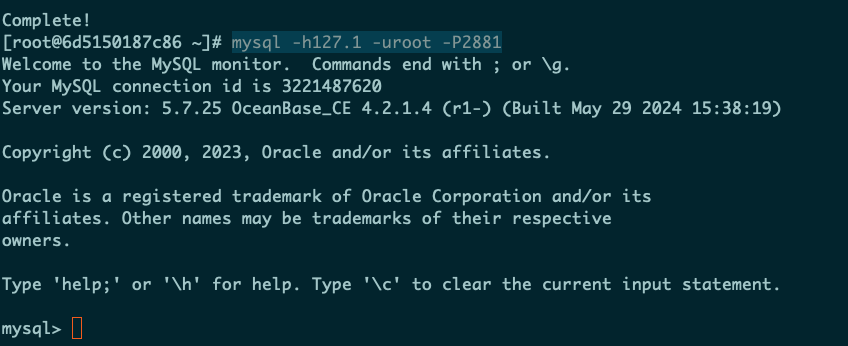 Complete!
[root@6d5150187c86 ~]# mysql -h127.1 -uroot -P2881
Welcome to the MySQL monitor.  Commands end with ; or \g.
Your MySQL connection id is 3221487620
Server version: 5.7.25 OceanBase_CE 4.2.1.4 (r1-) (Built May 29 2024 15:38:19)
Copyright (c) 2000, 2023, Oracle and/or its affiliates.
Oracle is a registered trademark of Oracle Corporation and/or its
affiliates. Other names may be trademarks of their respective
owners.
Type 'help;' or '\h' for help. Type '\c' to clear the current input statement.
mysql>